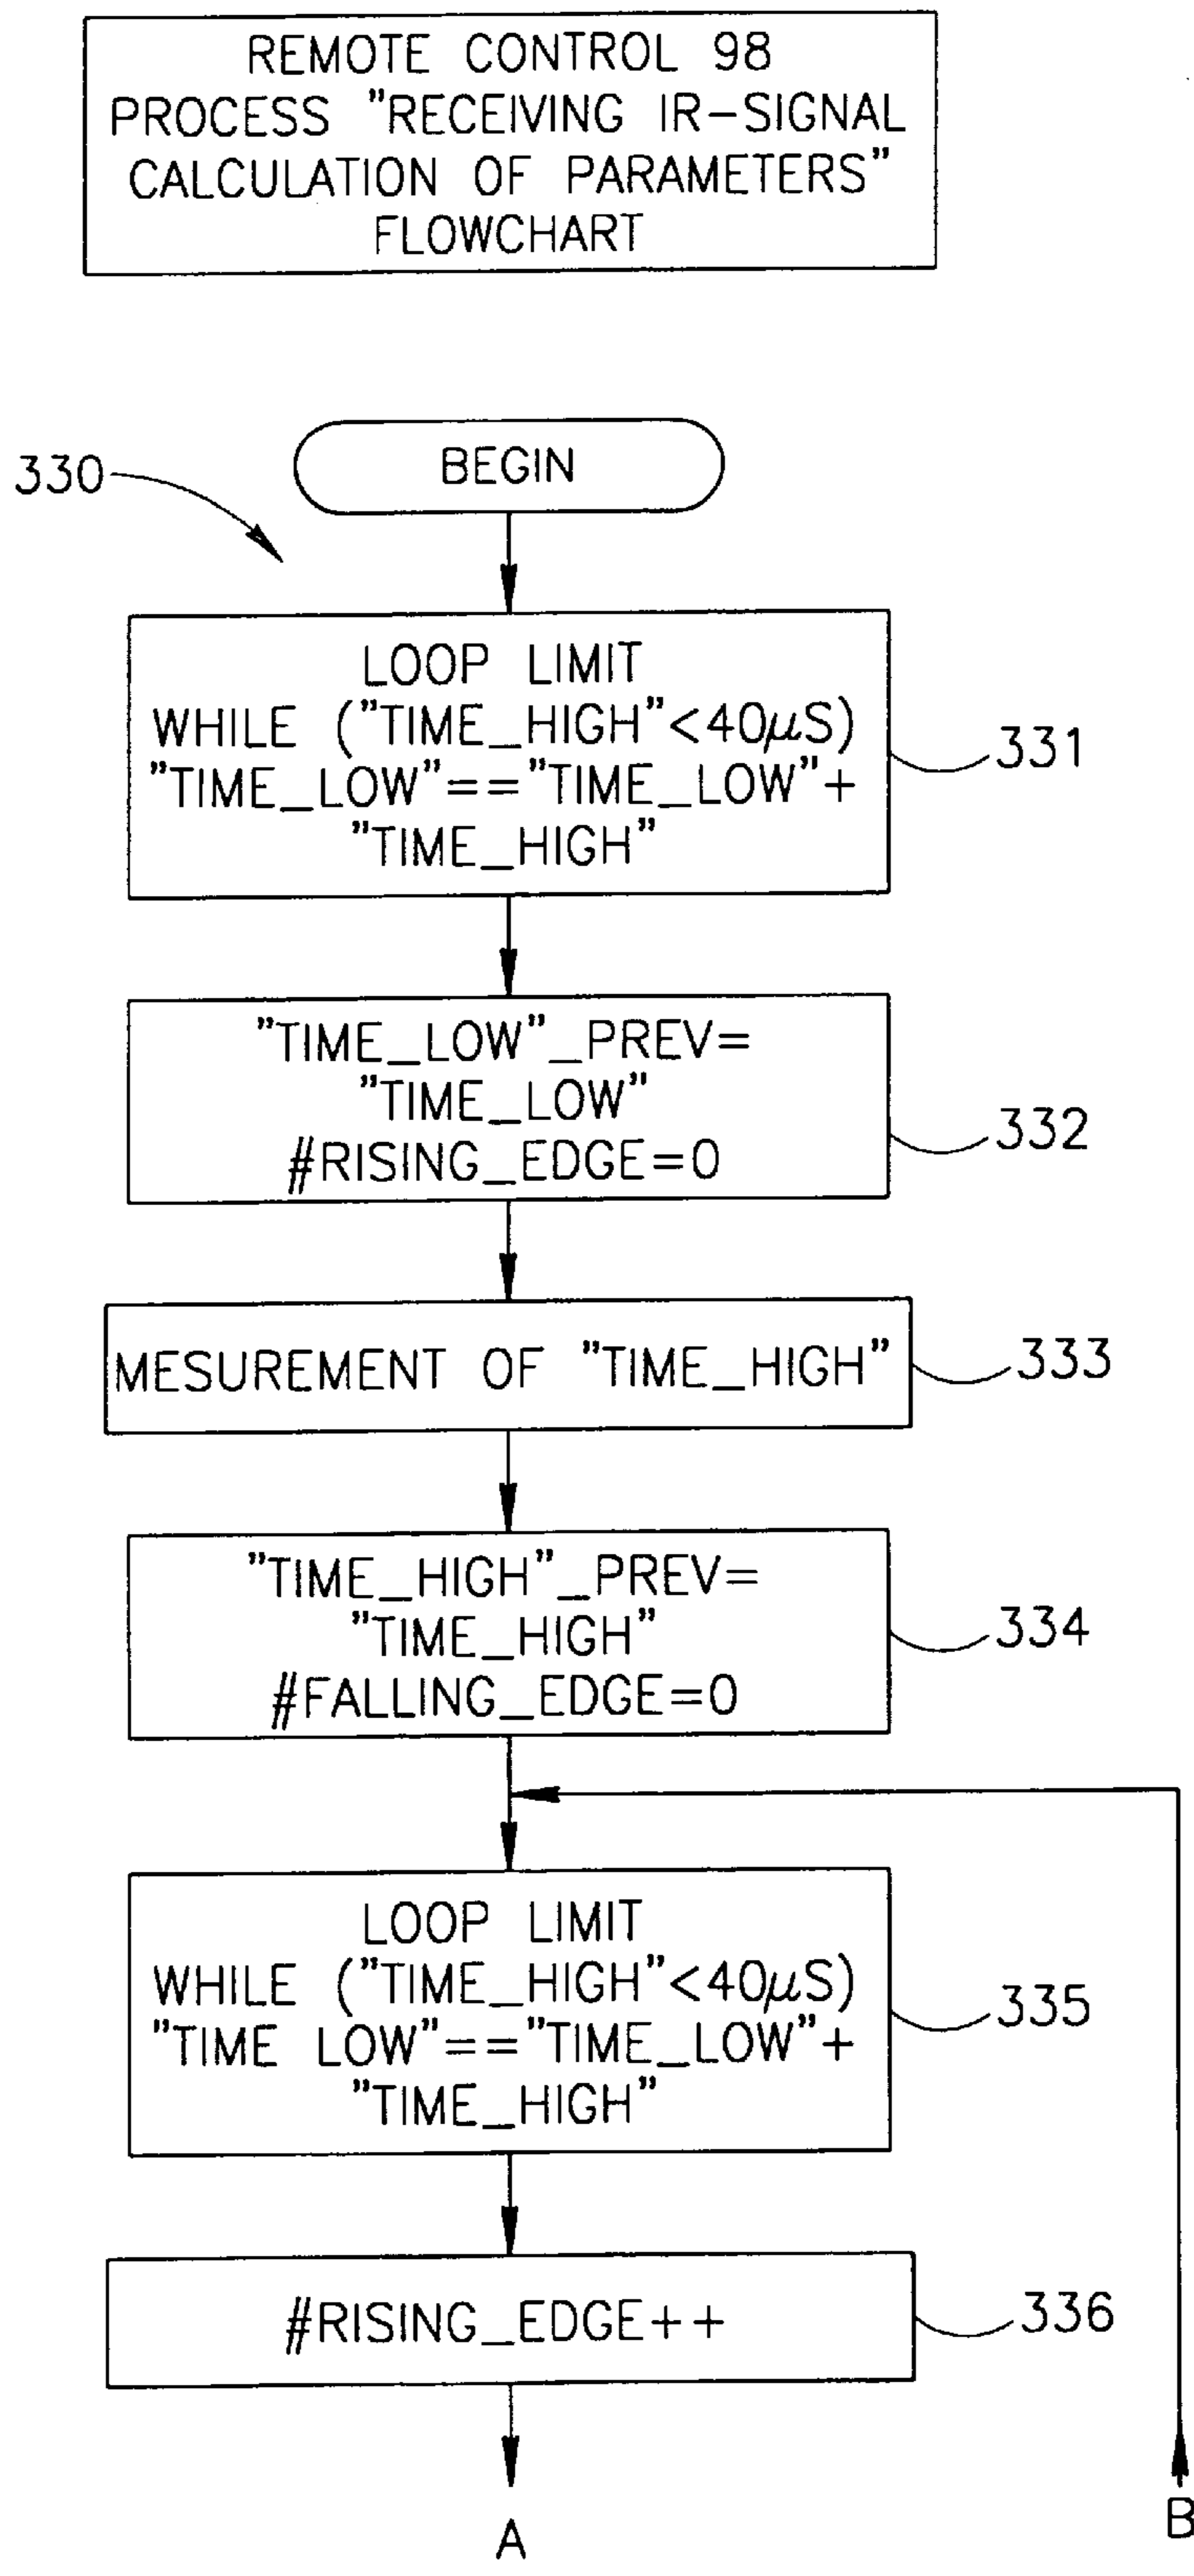 REMOTE CONTROL 98
PROCESS "RECEIVING IR-SIGNAL
CALCULATION OF PARAMETERS"
FLOWCHART
BEGIN
330
LOOP LIMIT
WHILE ("TIME_HIGH"<40μS)
"TIME_LOW"=="TIME_LOW"+
"TIME_HIGH"
331
"TIME_LOW"_PREV=
"TIME_LOW"
#RISING_EDGE=0
332
MESUREMENT OF "TIME_HIGH"
333
"TIME_HIGH"_PREV=
"TIME_HIGH"
#FALLING_EDGE=0
334
LOOP LIMIT
WHILE ("TIME_HIGH"<40μS)
"TIME LOW"=="TIME_LOW"+
"TIME_HIGH"
335
#RISING_EDGE++
336
A
B